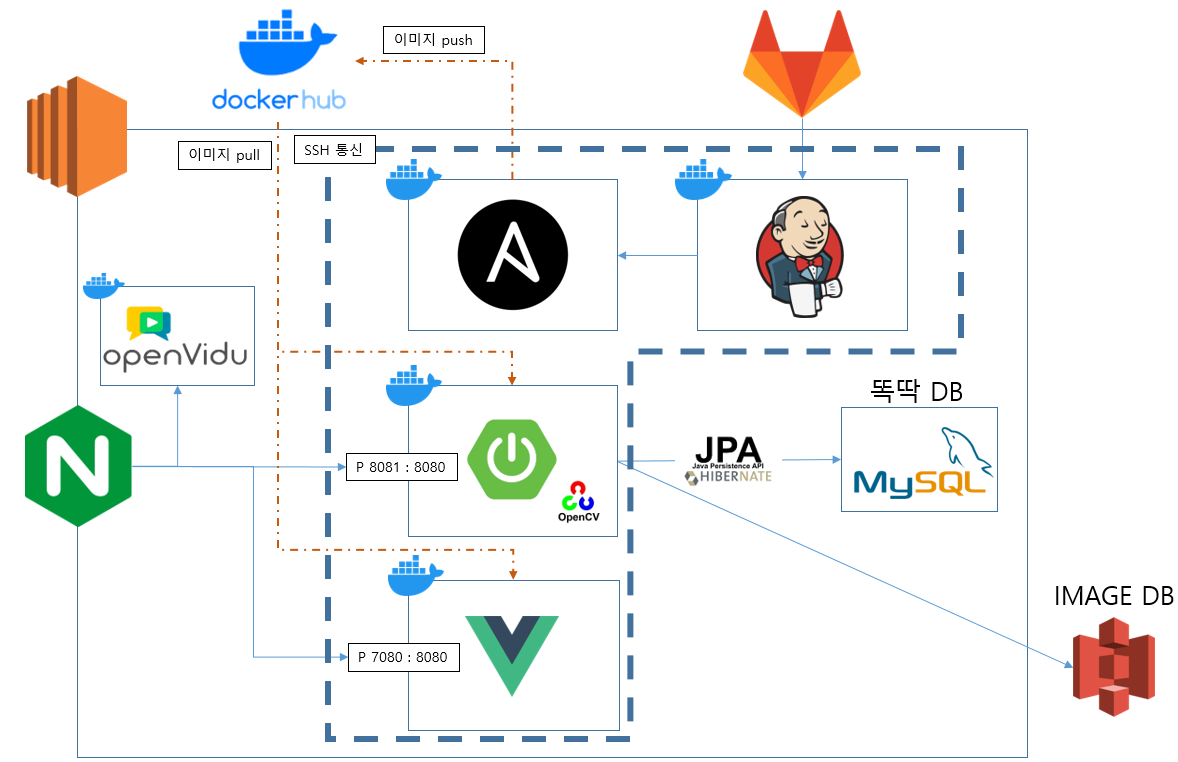 이미지 push
docker hub
이미지 pull
SSH 통신
openVidu
똑딱 DB
P 8081 : 8080
JPA
Java Persistence API
HIBERNATE
MySQL
OpenCV
IMAGE DB
P 7080 : 8080